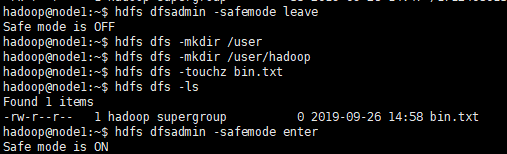 hadoop@node1:~$ hdfs dfsadmin -safemode leave
Safe mode is OFF
hadoop@node1:~$ hdfs dfs -mkdir /user
hadoop@node1:~$ hdfs dfs -mkdir /user/hadoop
hadoop@node1:~$ hdfs dfs -touchz bin.txt
hadoop@node1:~$ hdfs dfs -ls
Found 1 items
-rw-r--r--   1 hadoop supergroup          0 2019-09-26 14:58 bin.txt
hadoop@node1:~$ hdfs dfsadmin -safemode enter
Safe mode is ON